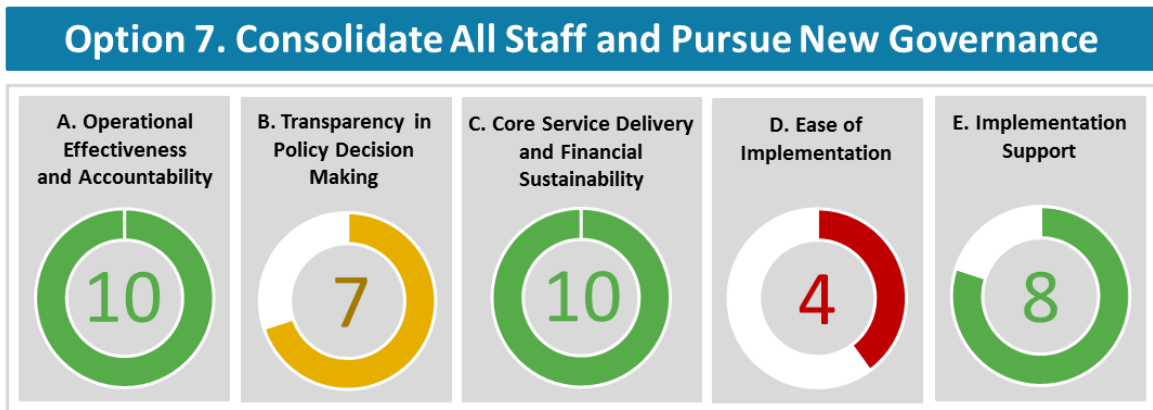 Option 7. Consolidate All Staff and Pursue New Governance
A. Operational
Effectiveness
and Accountability
10
B. Transparency in
Policy Decision
Making
7
C. Core Service Delivery
and Financial
Sustainability
10
D. Ease of
Implementation
4
E. Implementation
Support
8